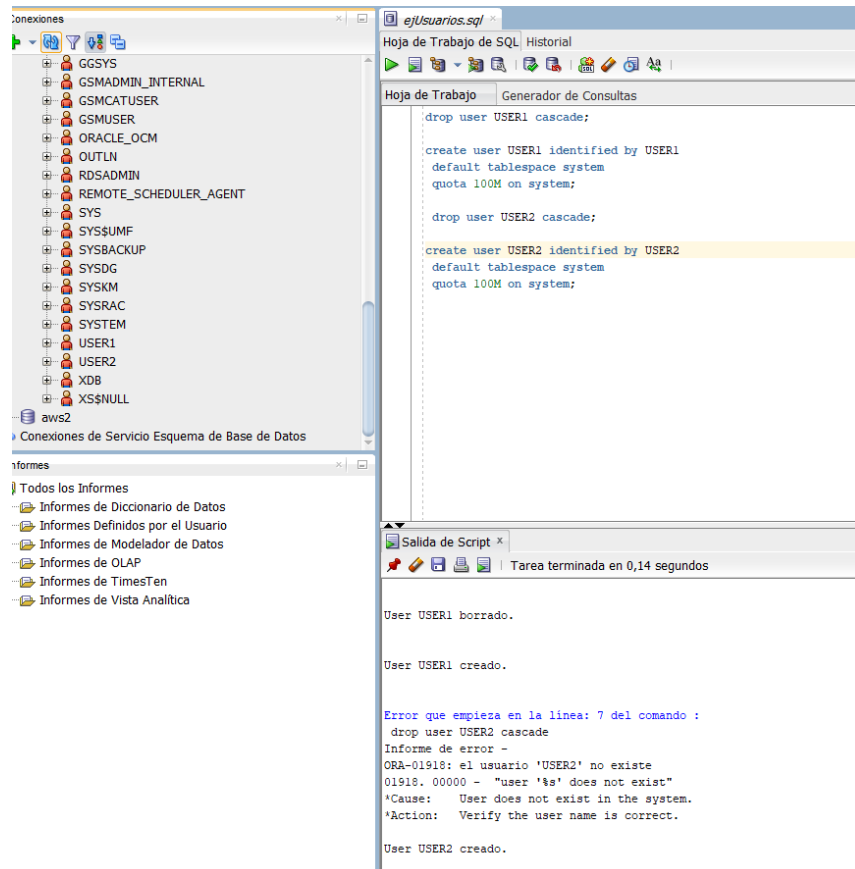 Conexiones
GGSYS
GSMADMIN_INTERNAL
GSMCATUSER
GSMUSER
ORACLE_OCM
OUTLN
RDSADMIN
REMOTE_SCHEDULER_AGENT
SYS
SYS$UMF
SYSBACKUP
SYSDG
SYSKM
SYSRAC
SYSTEM
USER1
USER2
XDB
XS$NULL
aws2
Conexiones de Servicio Esquema de Base de Datos
nformes
Todos los Informes
Informes de Diccionario de Datos
Informes Definidos por el Usuario
Informes de Modelador de Datos
Informes de OLAP
Informes de TimesTen
Informes de Vista Analítica
ejUsuarios.sql
Hoja de Trabajo de SQL Historial
Hoja de Trabajo Generador de Consultas
drop user USER1 cascade;
create user USER1 identified by USER1
default tablespace system
quota 100M on system;
drop user USER2 cascade;
create user USER2 identified by USER2
default tablespace system
quota 100M on system;
Salida de Script
Tarea terminada en 0,14 segundos
User USER1 borrado.
User USER1 creado.
Error que empieza en la línea: 7 del comando :
drop user USER2 cascade
Informe de error -
ORA-01918: el usuario 'USER2' no existe
01918. 00000 - "user '%s' does not exist"
*Cause: User does not exist in the system.
*Action: Verify the user name is correct.
User USER2 creado.